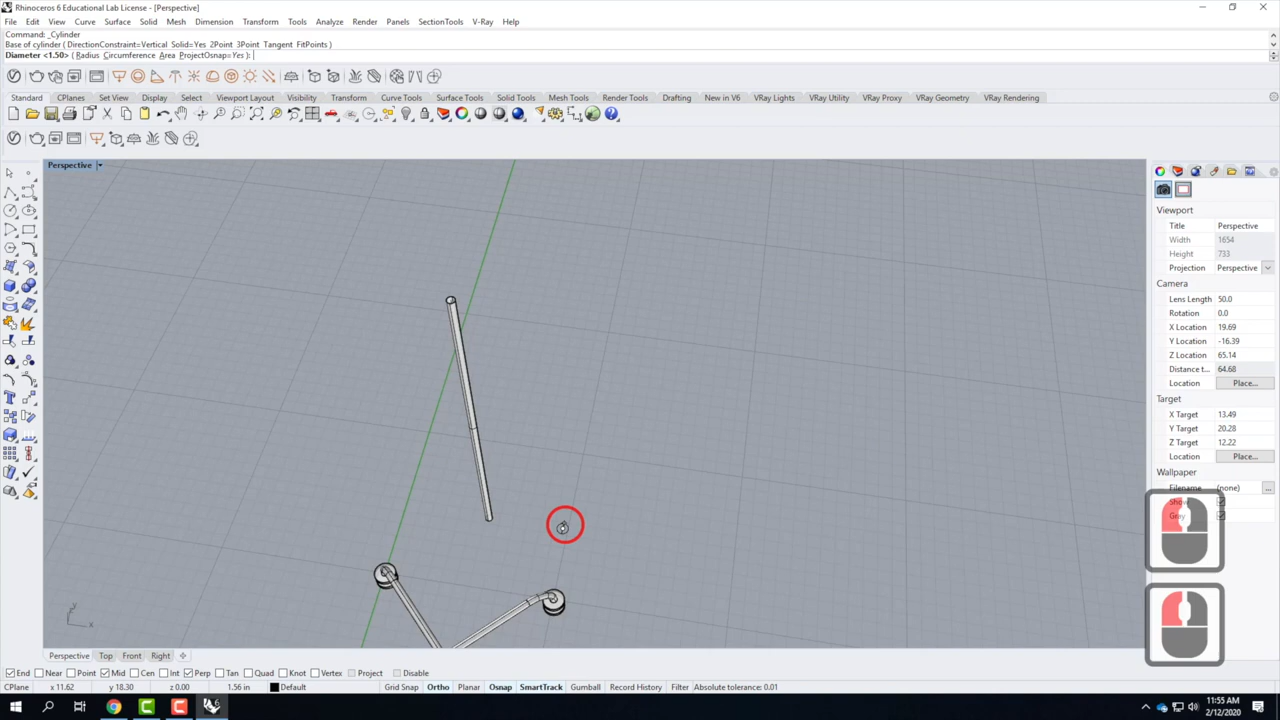 Rhinoceros 6 Educational Lab License - [Perspective]
File Edit View Curve Surface Solid Mesh Dimension Transform Tools Analyze Render Panels SectionTools V-Ray Help
Command: _Cylinder
Base of cylinder ( DirectionConstraint=Vertical Solid=Yes 2Point 3Point Tangent FitPoints )
Diameter <1.50> ( Radius Circumference Area ProjectOsnap=Yes ):
Standard CPlanes Set View Display Select Viewport Layout Visibility Transform Curve Tools Surface Tools Solid Tools Mesh Tools Render Tools Drafting New in V6 VRay Lights VRay Utility VRay Proxy VRay Geometry VRay Rendering
Perspective
Viewport
Title Perspective
Width 1654
Height 733
Projection Perspective
Camera
Lens Length 50.0
Rotation 0.0
X Location 19.69
Y Location -16.39
Z Location 65.14
Distance t... 64.68
Location Place...
Target
X Target 13.49
Y Target 20.28
Z Target 12.22
Location Place...
Wallpaper
Filename (none) ...
Show
Gray
y
x
Perspective Top Front Right
End Near Point Mid Cen Int Perp Tan Quad Knot Vertex Project Disable
CPlane x 11.62 y 18.30 z 0.00 1.56 in Default Grid Snap Ortho Planar Osnap SmartTrack Gumball Record History Filter Absolute tolerance: 0.01
11:55 AM
2/12/2020